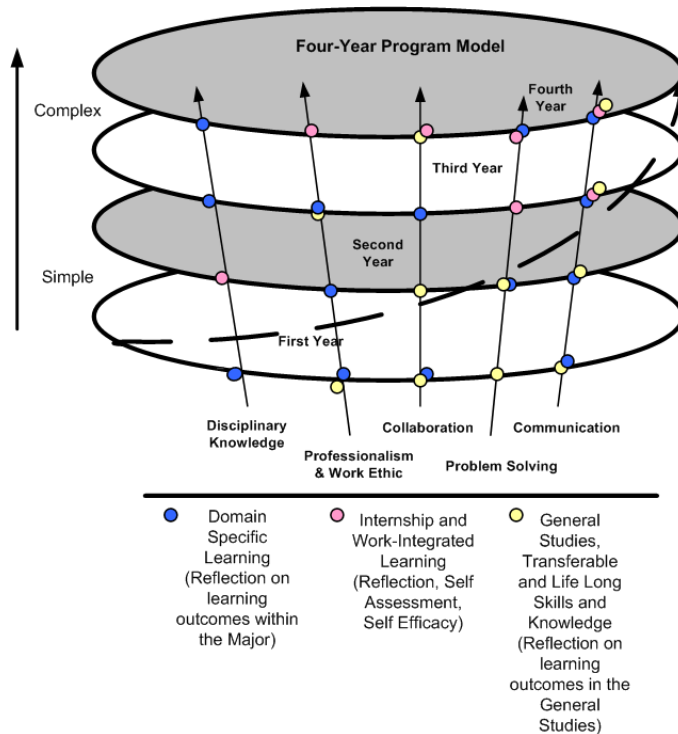 Four-Year Program Model
Fourth
Year
Complex
Third Year
Second
Year
Simple
First Year
Disciplinary
Knowledge
Professionalism
& Work Ethic
Collaboration
Problem Solving
Communication
Domain
Specific
Learning
(Reflection on
learning
outcomes within
the Major)
Internship and
Work-Integrated
Learning
(Reflection, Self
Assessment,
Self Efficacy)
General
Studies,
Transferable
and Life Long
Skills and
Knowledge
(Reflection on
learning
outcomes in the
General
Studies)